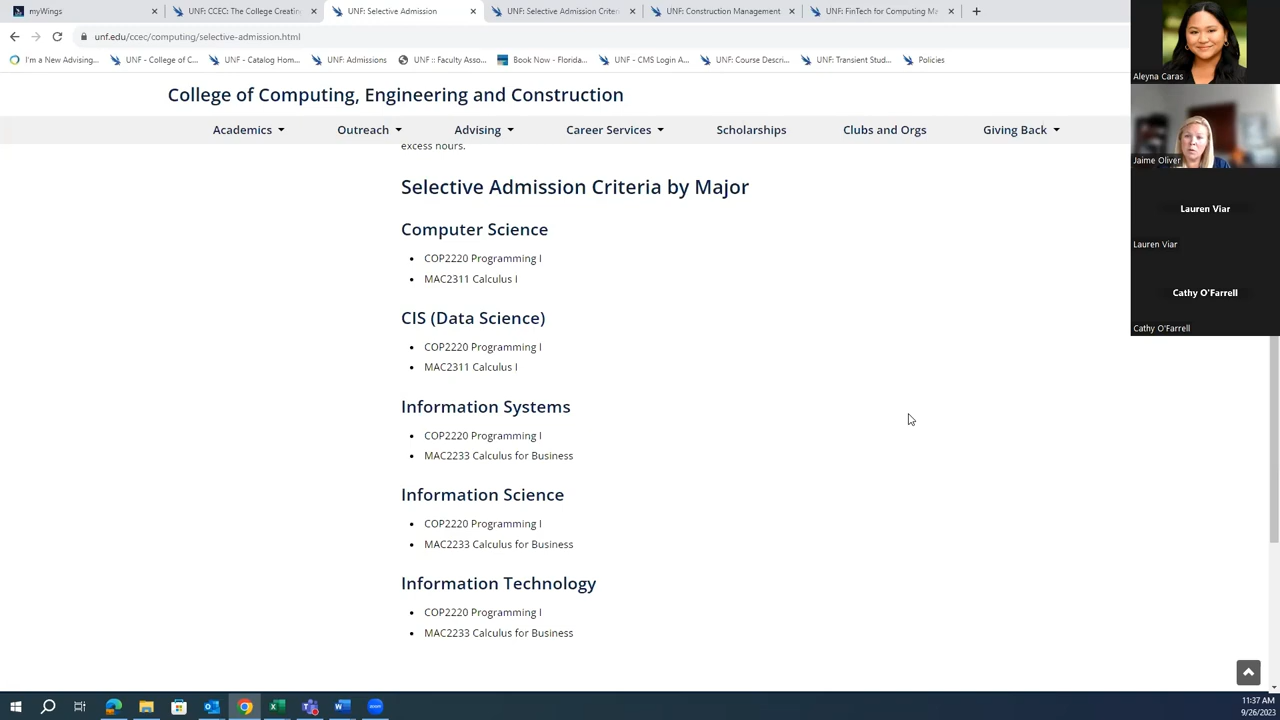 myWings
UNF: CCEC: The College Creatin
UNF: Selective Admission
UNF: Selective Admission Criter
UNF: Construction Management
UNF: FinTech for Computing Ma
unf.edu/ccec/computing/selective-admission.html
I'm a New Advising...
UNF - College of C...
UNF - Catalog Hom...
UNF: Admissions
UNF :: Faculty Asso...
Book Now - Florida...
UNF - CMS Login A...
UNF: Course Descri...
UNF: Transient Stud...
Policies
College of Computing, Engineering and Construction
Academics
Outreach
Advising
Career Services
Scholarships
Clubs and Orgs
Giving Back
excess hours.
Selective Admission Criteria by Major
Computer Science
COP2220 Programming I
MAC2311 Calculus I
CIS (Data Science)
COP2220 Programming I
MAC2311 Calculus I
Information Systems
COP2220 Programming I
MAC2233 Calculus for Business
Information Science
COP2220 Programming I
MAC2233 Calculus for Business
Information Technology
COP2220 Programming I
MAC2233 Calculus for Business
Aleyna Caras
Jaime Oliver
Lauren Viar
Lauren Viar
Cathy O'Farrell
Cathy O'Farrell
11:37 AM
9/26/2023